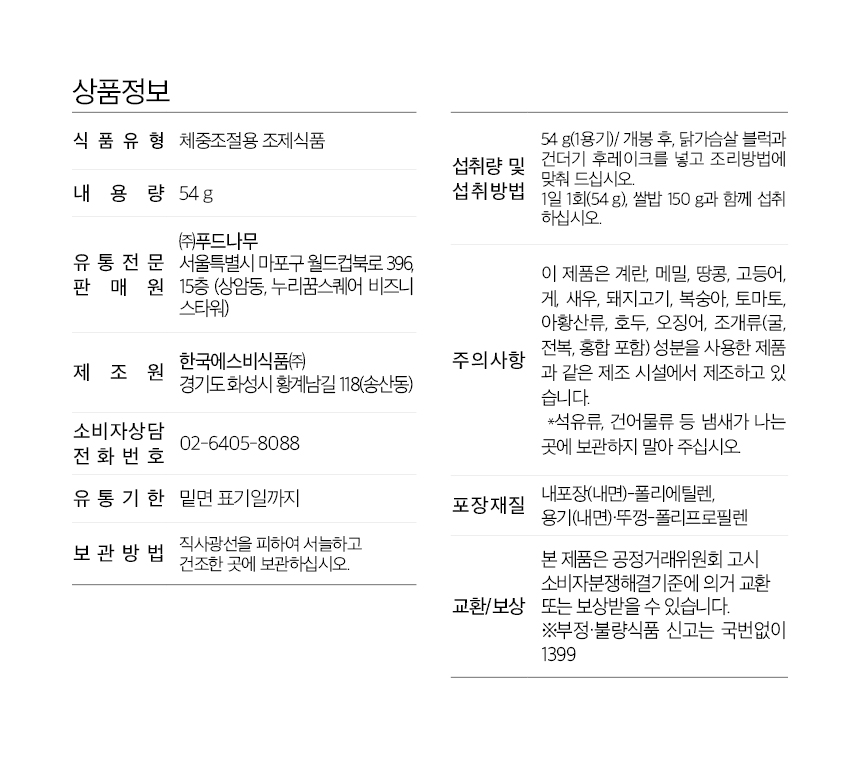 상품정보
식품유형 체중조절용 조제식품
내용량 54 g
유통전문
판매원
㈜푸드나무
서울특별시 마포구 월드컵북로 396,
15층 (상암동, 누리꿈스퀘어 비즈니
스타워)
제조원
한국에스비식품㈜
경기도 화성시 황계남길 118(송산동)
소비자상담
전화번호
02-6405-8088
유통기한 밑면 표기일까지
보관방법
직사광선을 피하여 서늘하고
건조한 곳에 보관하십시오.
섭취량 및
섭취방법
54 g(1용기)/ 개봉 후, 닭가슴살 블럭과
건더기 후레이크를 넣고 조리방법에
맞춰 드십시오.
1일 1회(54 g), 쌀밥 150 g과 함께 섭취
하십시오.
주의사항
이 제품은 계란, 메밀, 땅콩, 고등어,
게, 새우, 돼지고기, 복숭아, 토마토,
아황산류, 호두, 오징어, 조개류(굴,
전복, 홍합 포함) 성분을 사용한 제품
과 같은 제조 시설에서 제조하고 있
습니다.
*석유류, 건어물류 등 냄새가 나는
곳에 보관하지 말아 주십시오.
포장재질
내포장(내면)-폴리에틸렌,
용기(내면)·뚜껑-폴리프로필렌
교환/보상
본 제품은 공정거래위원회 고시
소비자분쟁해결기준에 의거 교환
또는 보상받을 수 있습니다.
※부정·불량식품 신고는 국번없이
1399